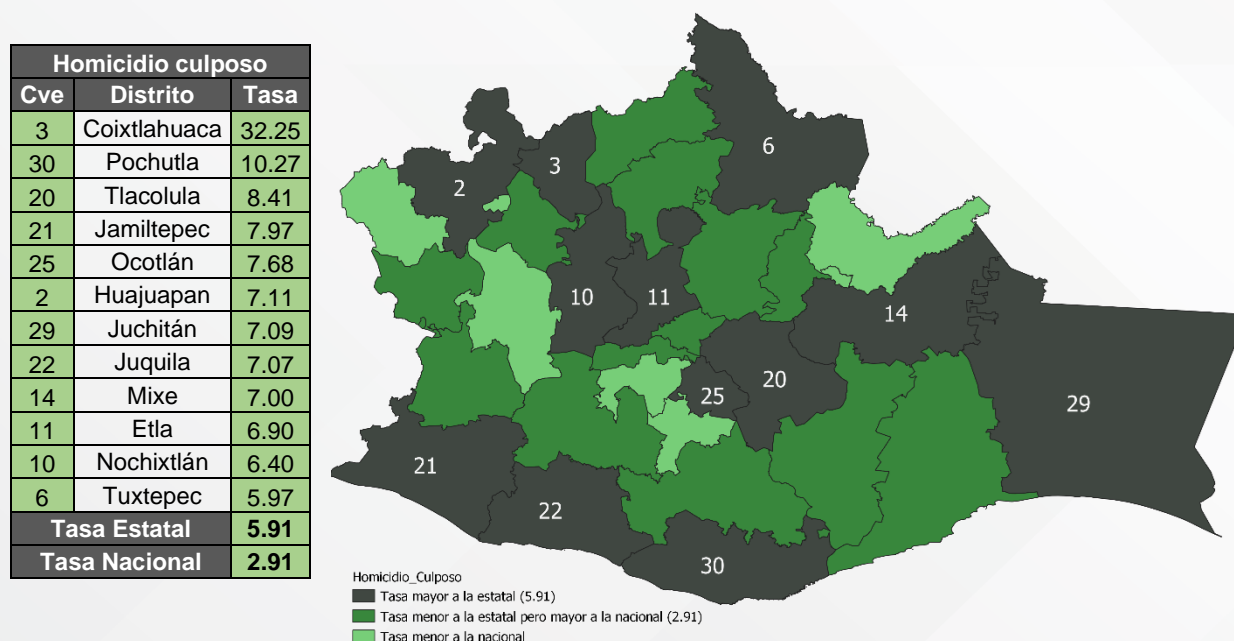 Homicidio culposo
Cve Distrito Tasa
3 Coixtlahuaca 32.25
30 Pochutla 10.27
20 Tlacolula 8.41
21 Jamiltepec 7.97
25 Ocotlán 7.68
2 Huajuapan 7.11
29 Juchitán 7.09
22 Juquila 7.07
14 Mixe 7.00
11 Etla 6.90
10 Nochixtlán 6.40
6 Tuxtepec 5.97
Tasa Estatal 5.91
Tasa Nacional 2.91
6
3
2
10
11
14
20
25
29
21
22
30
Homicidio_Culposo
Tasa mayor a la estatal (5.91)
Tasa menor a la estatal pero mayor a la nacional (2.91)
Tasa menor a la nacional